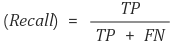 (Recall) = TP / TP + FN